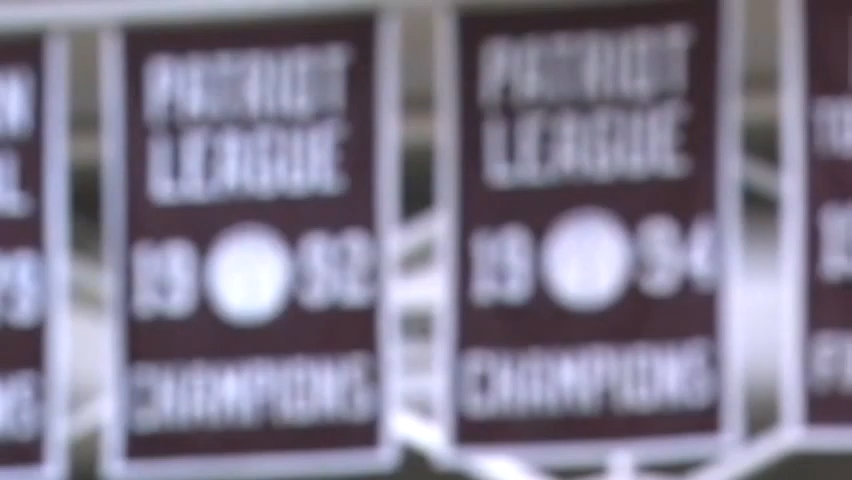 PATRIOT
LEAGUE
19 92
CHAMPIONS
PATRIOT
LEAGUE
19 94
CHAMPIONS